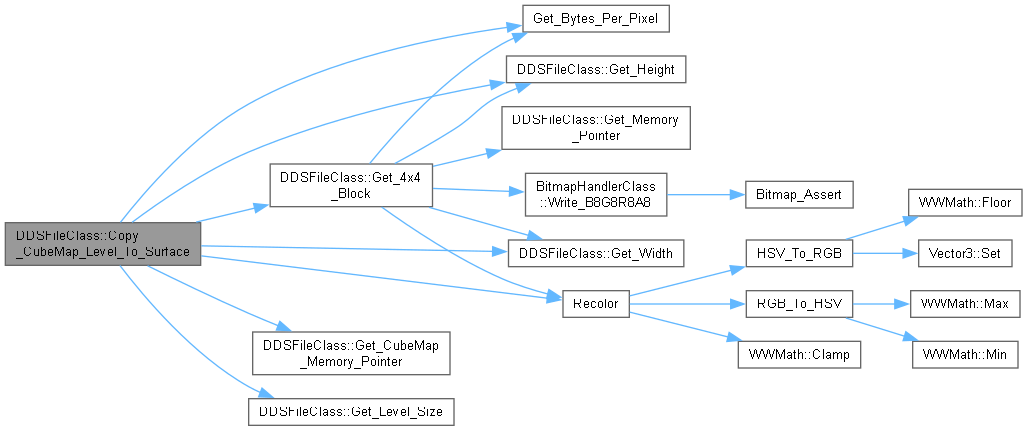 Get_Bytes_Per_Pixel
DDSFileClass::Get_Height
DDSFileClass::Get_Memory
_Pointer
DDSFileClass::Get_4x4
_Block
BitmapHandlerClass
::Write_B8G8R8A8
Bitmap_Assert
WWMath::Floor
DDSFileClass::Copy
_CubeMap_Level_To_Surface
DDSFileClass::Get_Width
HSV_To_RGB
Vector3::Set
Recolor
RGB_To_HSV
WWMath::Max
DDSFileClass::Get_CubeMap
_Memory_Pointer
WWMath::Clamp
WWMath::Min
DDSFileClass::Get_Level_Size